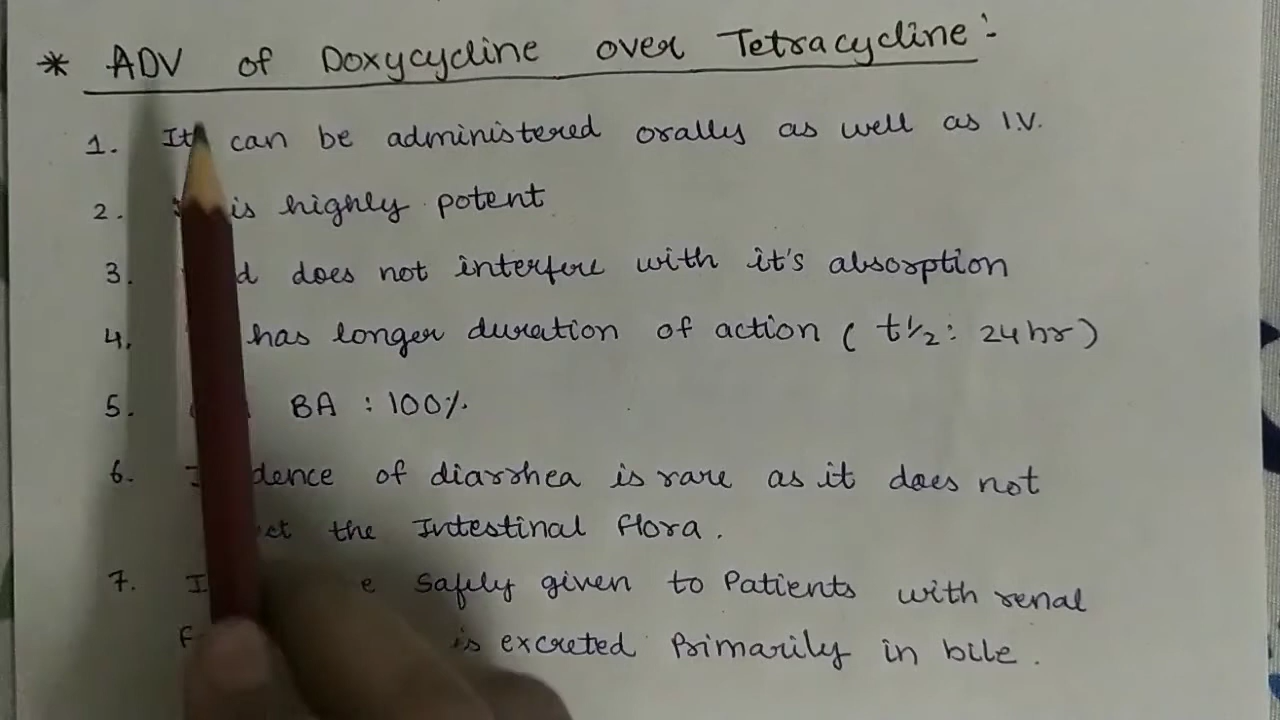 * ADV of Doxycycline over Tetracycline :-
1. It can be administered orally as well as I.V.
2. is highly potent
3. does not interfere with it's absorption
4. has longer duration of action ( t1/2 : 24 hr )
5. BA : 100%
6. of diarrhea is rare as it does not
the Intestinal flora .
7. safely given to Patients with renal
is excreted Primarily in bile .